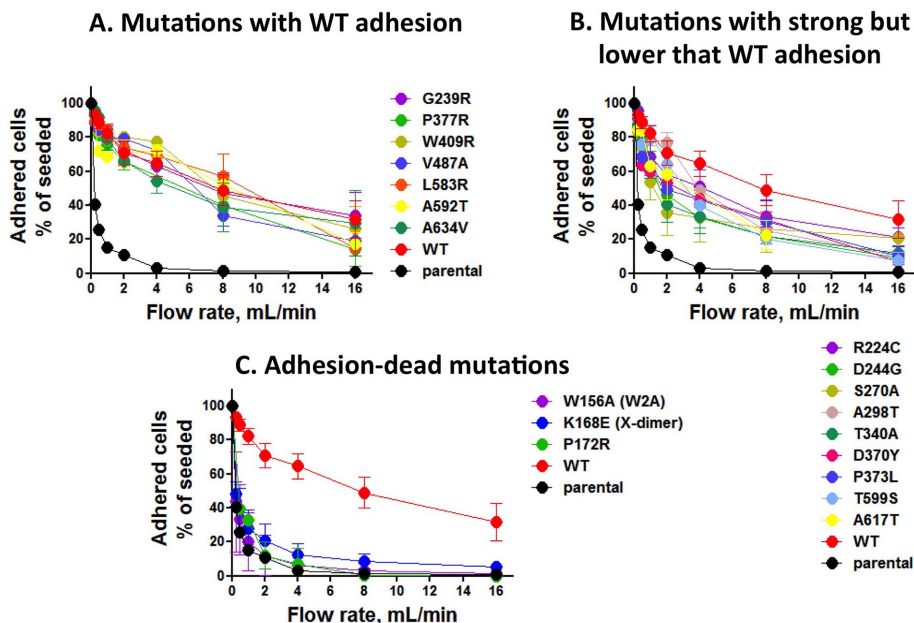 A. Mutations with WT adhesion
Adhered cells
% of seeded
100
80
60
40
20
0
0 2 4 6 8 10 12 14 16
Flow rate, mL/min
G239R
P377R
W409R
V487A
L583R
A592T
A634V
WT
parental
B. Mutations with strong but
lower that WT adhesion
Adhered cells
% of seeded
100
80
60
40
20
0
0 2 4 6 8 10 12 14 16
Flow rate, mL/min
R224C
D244G
S270A
A298T
T340A
D370Y
P373L
T599S
A617T
WT
parental
C. Adhesion-dead mutations
Adhered cells
% of seeded
100
80
60
40
20
0
0 2 4 6 8 10 12 14 16
Flow rate, mL/min
W156A (W2A)
K168E (X-dimer)
P172R
WT
parental